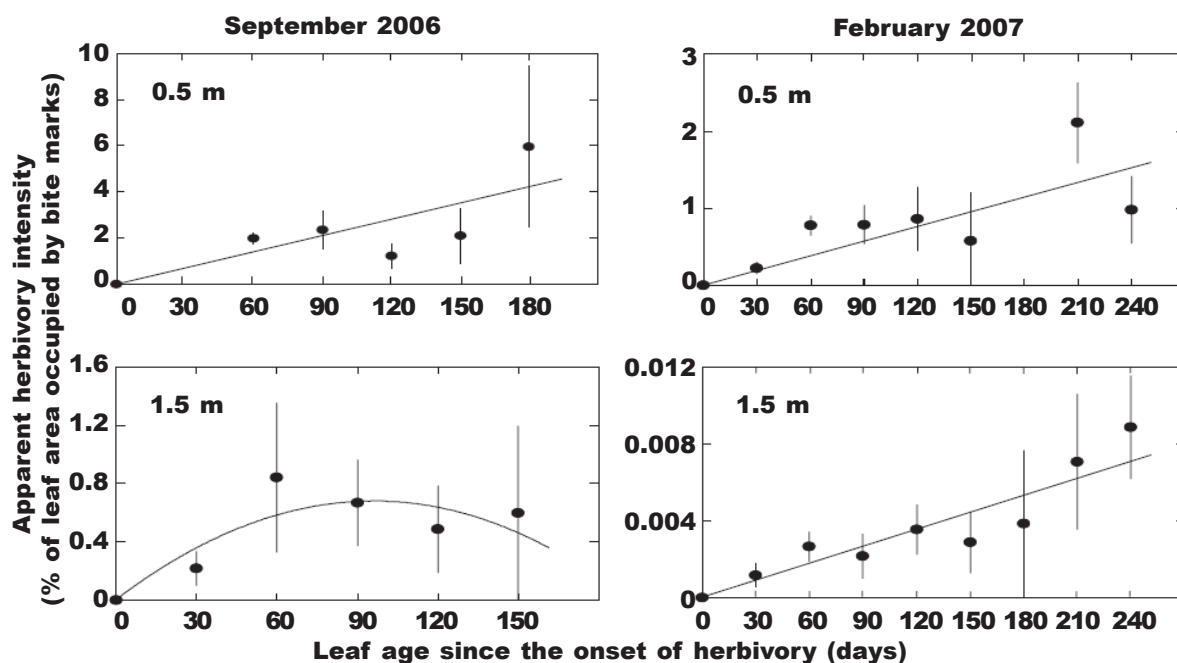 September 2006
February 2007
Apparent herbivory intensity
(% of leaf area occupied by bite marks)
10
8
6
4
2
0
0.5 m
0 30 60 90 120 150 180
3
2
1
0
0.5 m
0 30 60 90 120 150 210 240
1.6
1.2
0.8
0.4
0
1.5 m
0 30 60 90 120 150
0.012
0.008
0.004
0
1.5 m
0 30 60 90 120 150 180 210 240
Leaf age since the onset of herbivory (days)